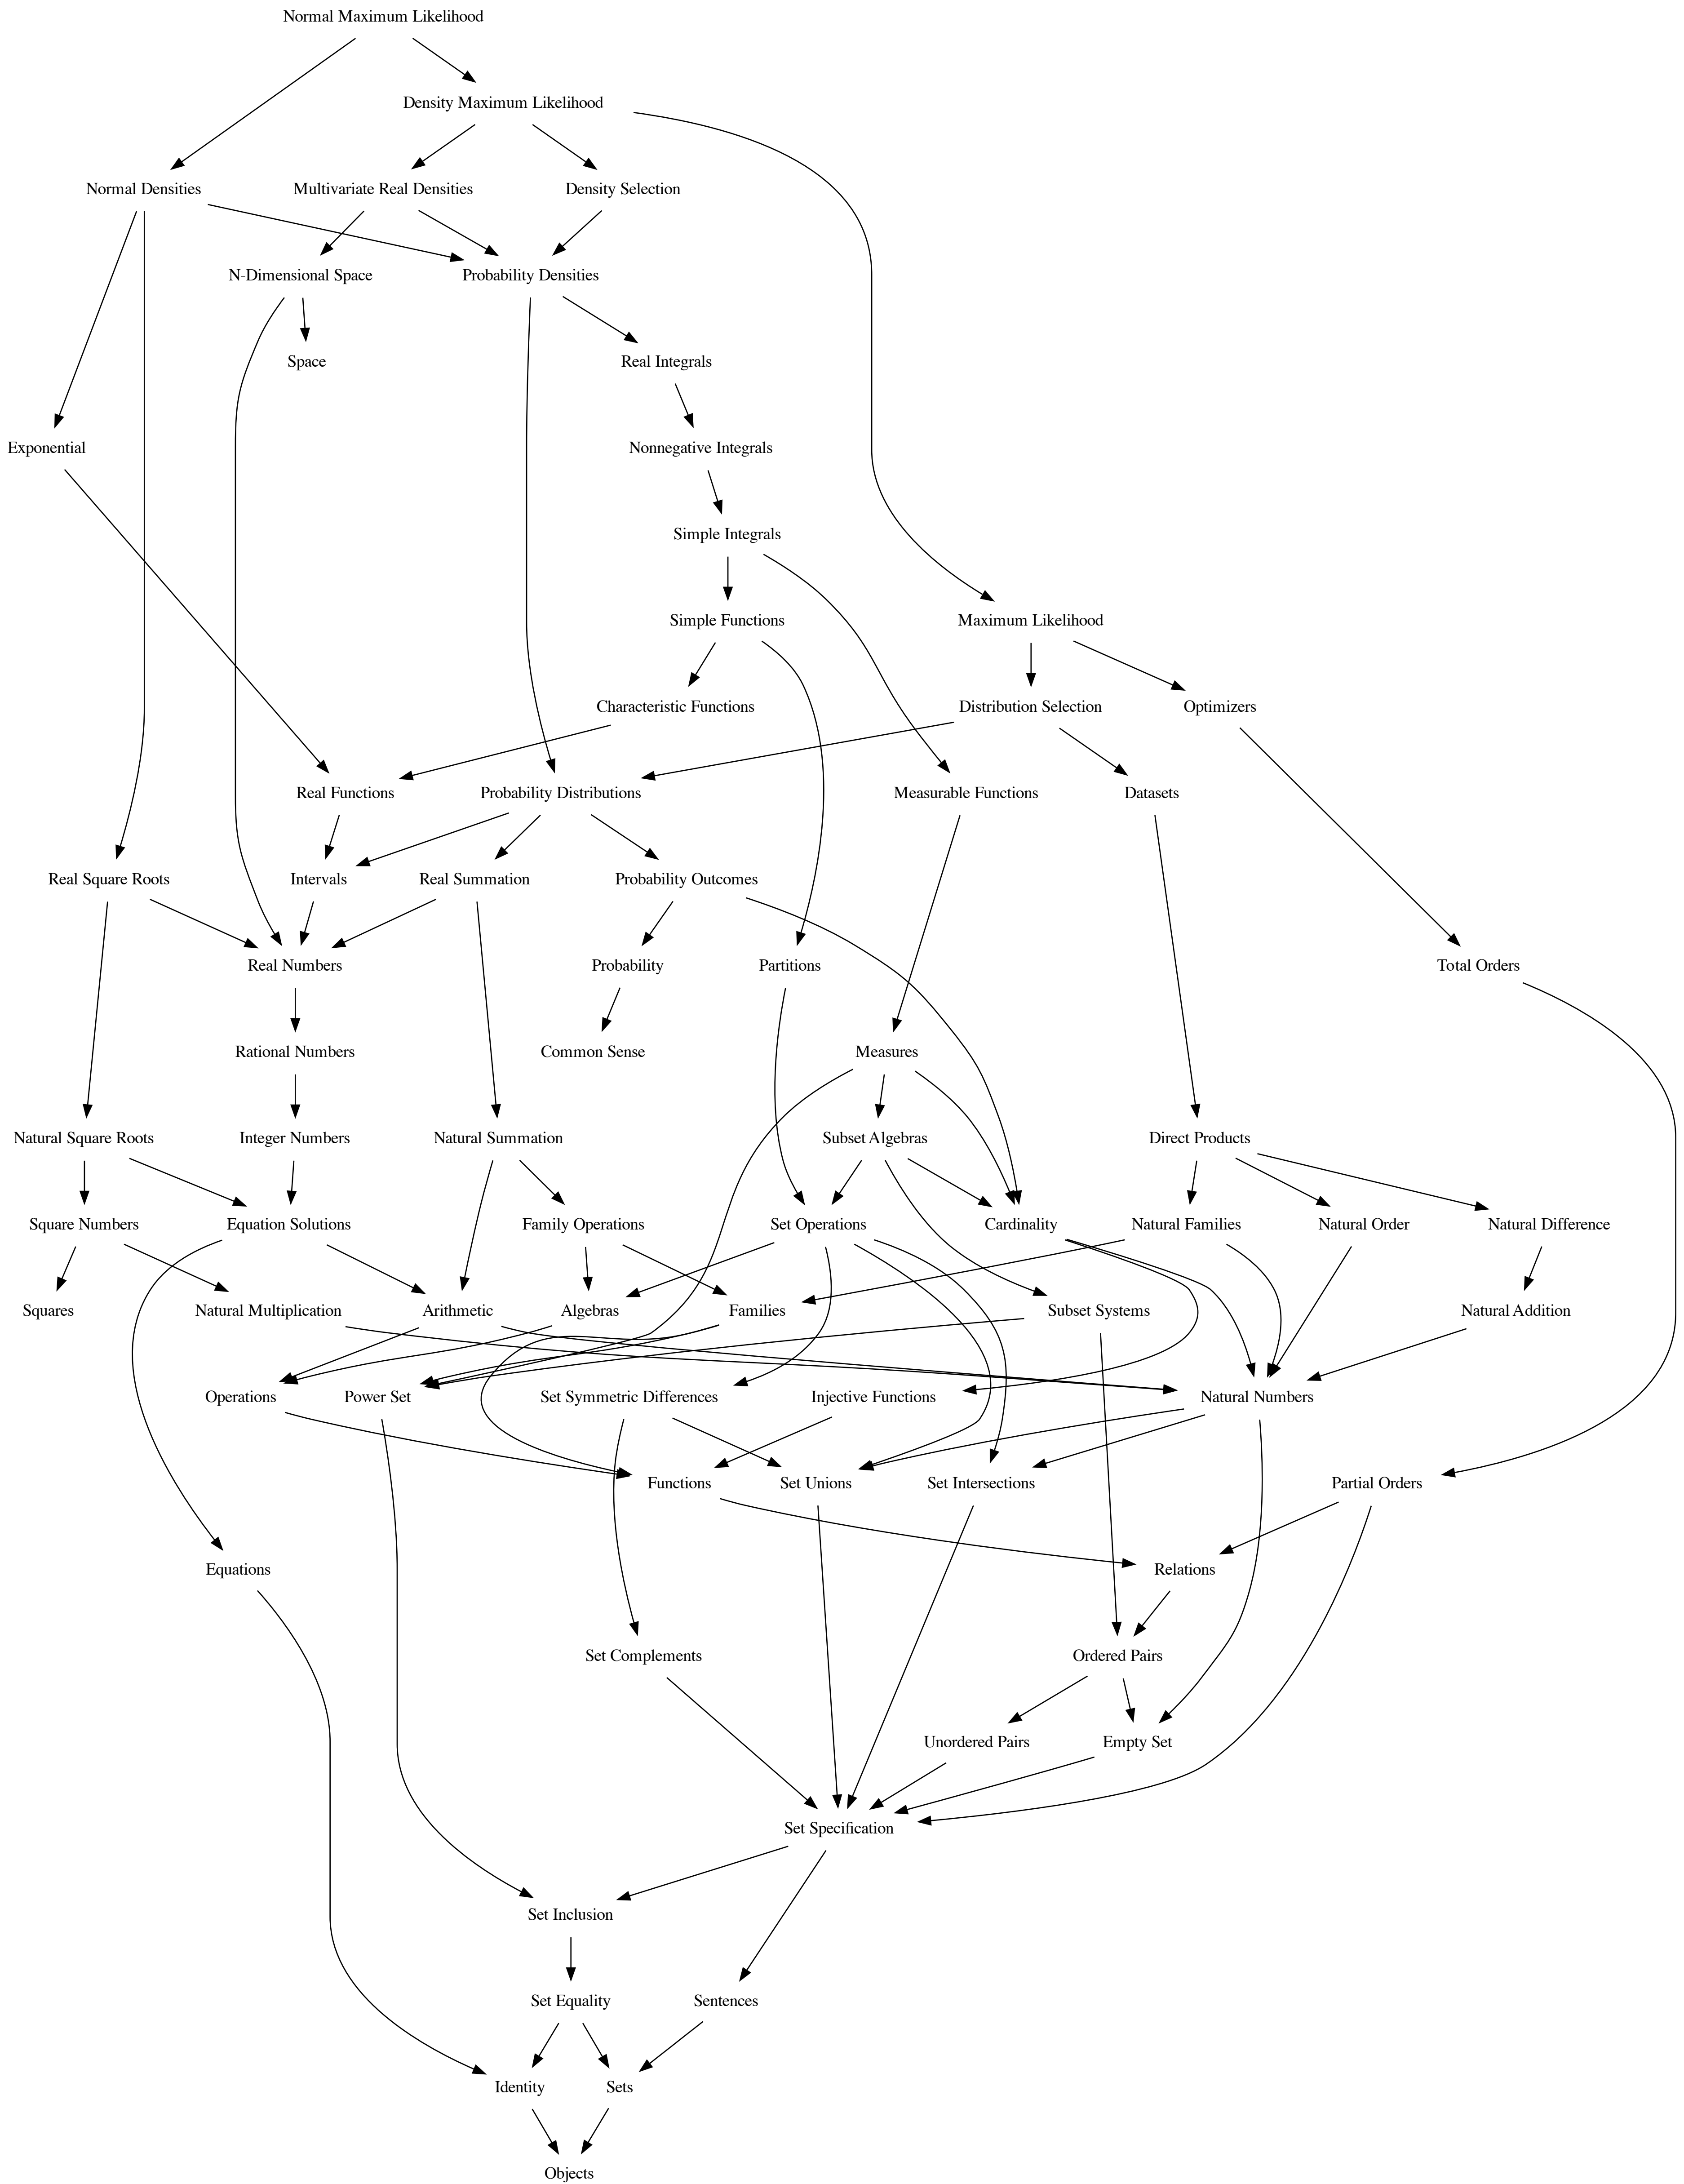 Normal Maximum Likelihood
Density Maximum Likelihood
Normal Densities
Multivariate Real Densities
Density Selection
N-Dimensional Space
Probability Densities
Space
Real Integrals
Exponential
Nonnegative Integrals
Simple Integrals
Simple Functions
Maximum Likelihood
Characteristic Functions
Distribution Selection
Optimizers
Real Functions
Probability Distributions
Measurable Functions
Datasets
Real Square Roots
Intervals
Real Summation
Probability Outcomes
Real Numbers
Probability
Partitions
Total Orders
Rational Numbers
Common Sense
Measures
Natural Square Roots
Integer Numbers
Natural Summation
Subset Algebras
Direct Products
Square Numbers
Equation Solutions
Family Operations
Set Operations
Cardinality
Natural Families
Natural Order
Natural Difference
Squares
Natural Multiplication
Arithmetic
Algebras
Families
Subset Systems
Natural Addition
Operations
Power Set
Set Symmetric Differences
Injective Functions
Natural Numbers
Functions
Set Unions
Set Intersections
Partial Orders
Equations
Relations
Set Complements
Ordered Pairs
Unordered Pairs
Empty Set
Set Specification
Set Inclusion
Set Equality
Sentences
Identity
Sets
Objects